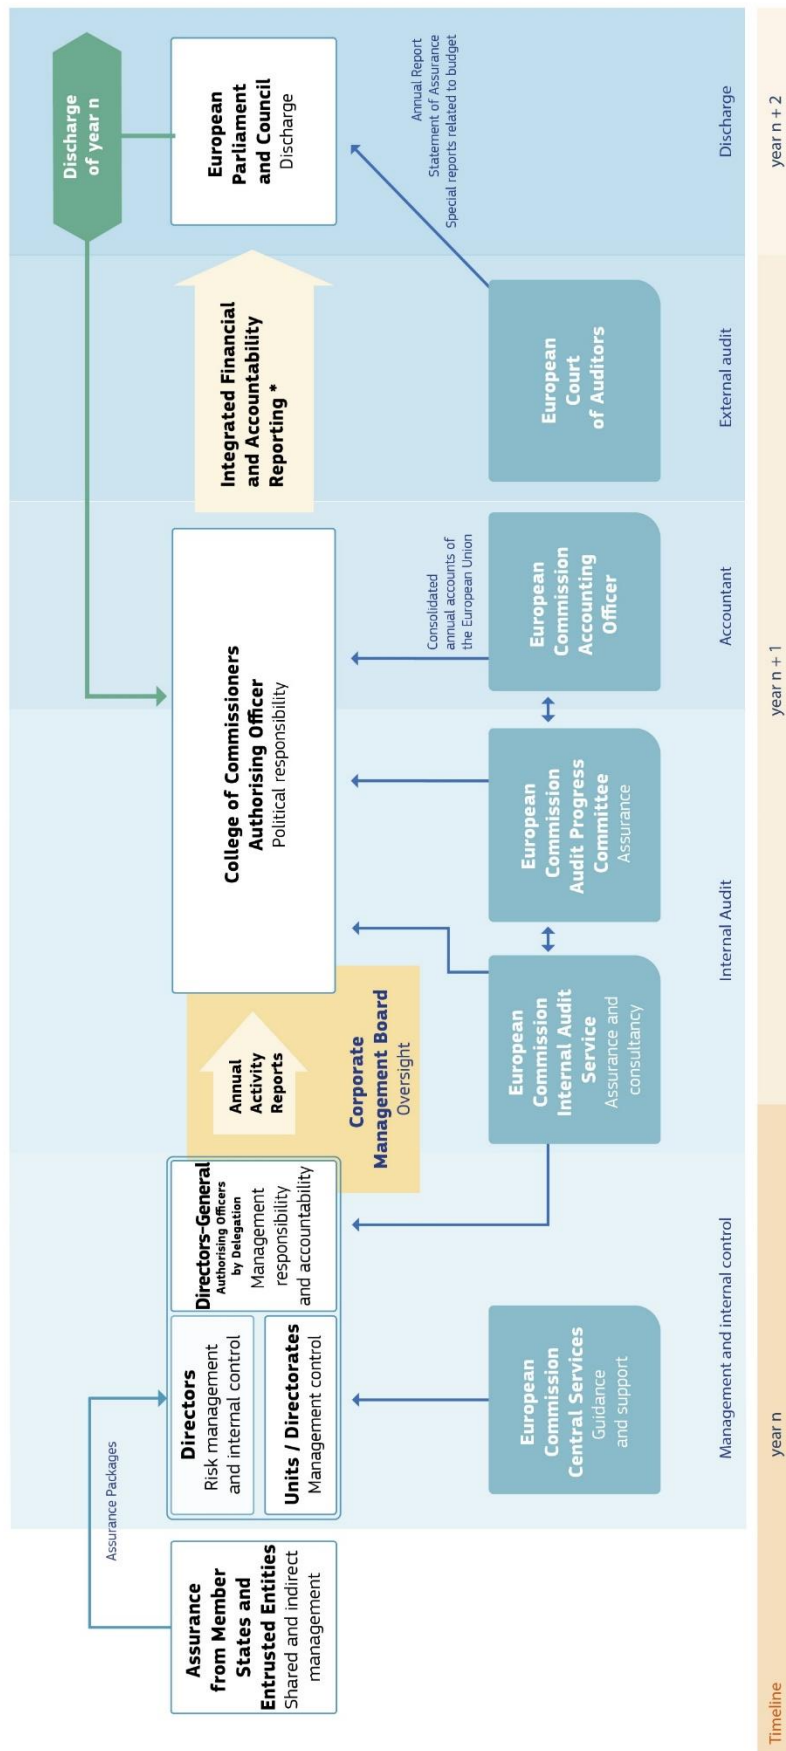 Assurance Packages
Assurance
from Member
States and
Entrusted Entities
Shared and indirect
management
Directors
Risk management
and internal control
Units / Directorates
Management control
Directors-General
Authorising Officers
by Delegation
Management
responsibility
and accountability
Annual
Activity
Reports
Corporate
Management Board
Oversight
College of Commissioners
Authorising Officer
Political responsibility
Integrated Financial
and Accountability
Reporting *
European
Parliament
and Council
Discharge
Discharge
of year n
European
Commission
Central Services
Guidance
and support
European
Commission
Internal Audit
Service
Assurance and
consultancy
European
Commission
Audit Progress
Committee
Assurance
Consolidated
annual accounts of
the European Union
European
Commission
Accounting
Officer
European
Court
of Auditors
Annual Report
Statement of Assurance
Special reports related to budget
Management and internal control
Internal Audit
Accountant
External audit
Discharge
Timeline
year n
year n + 1
year n + 2